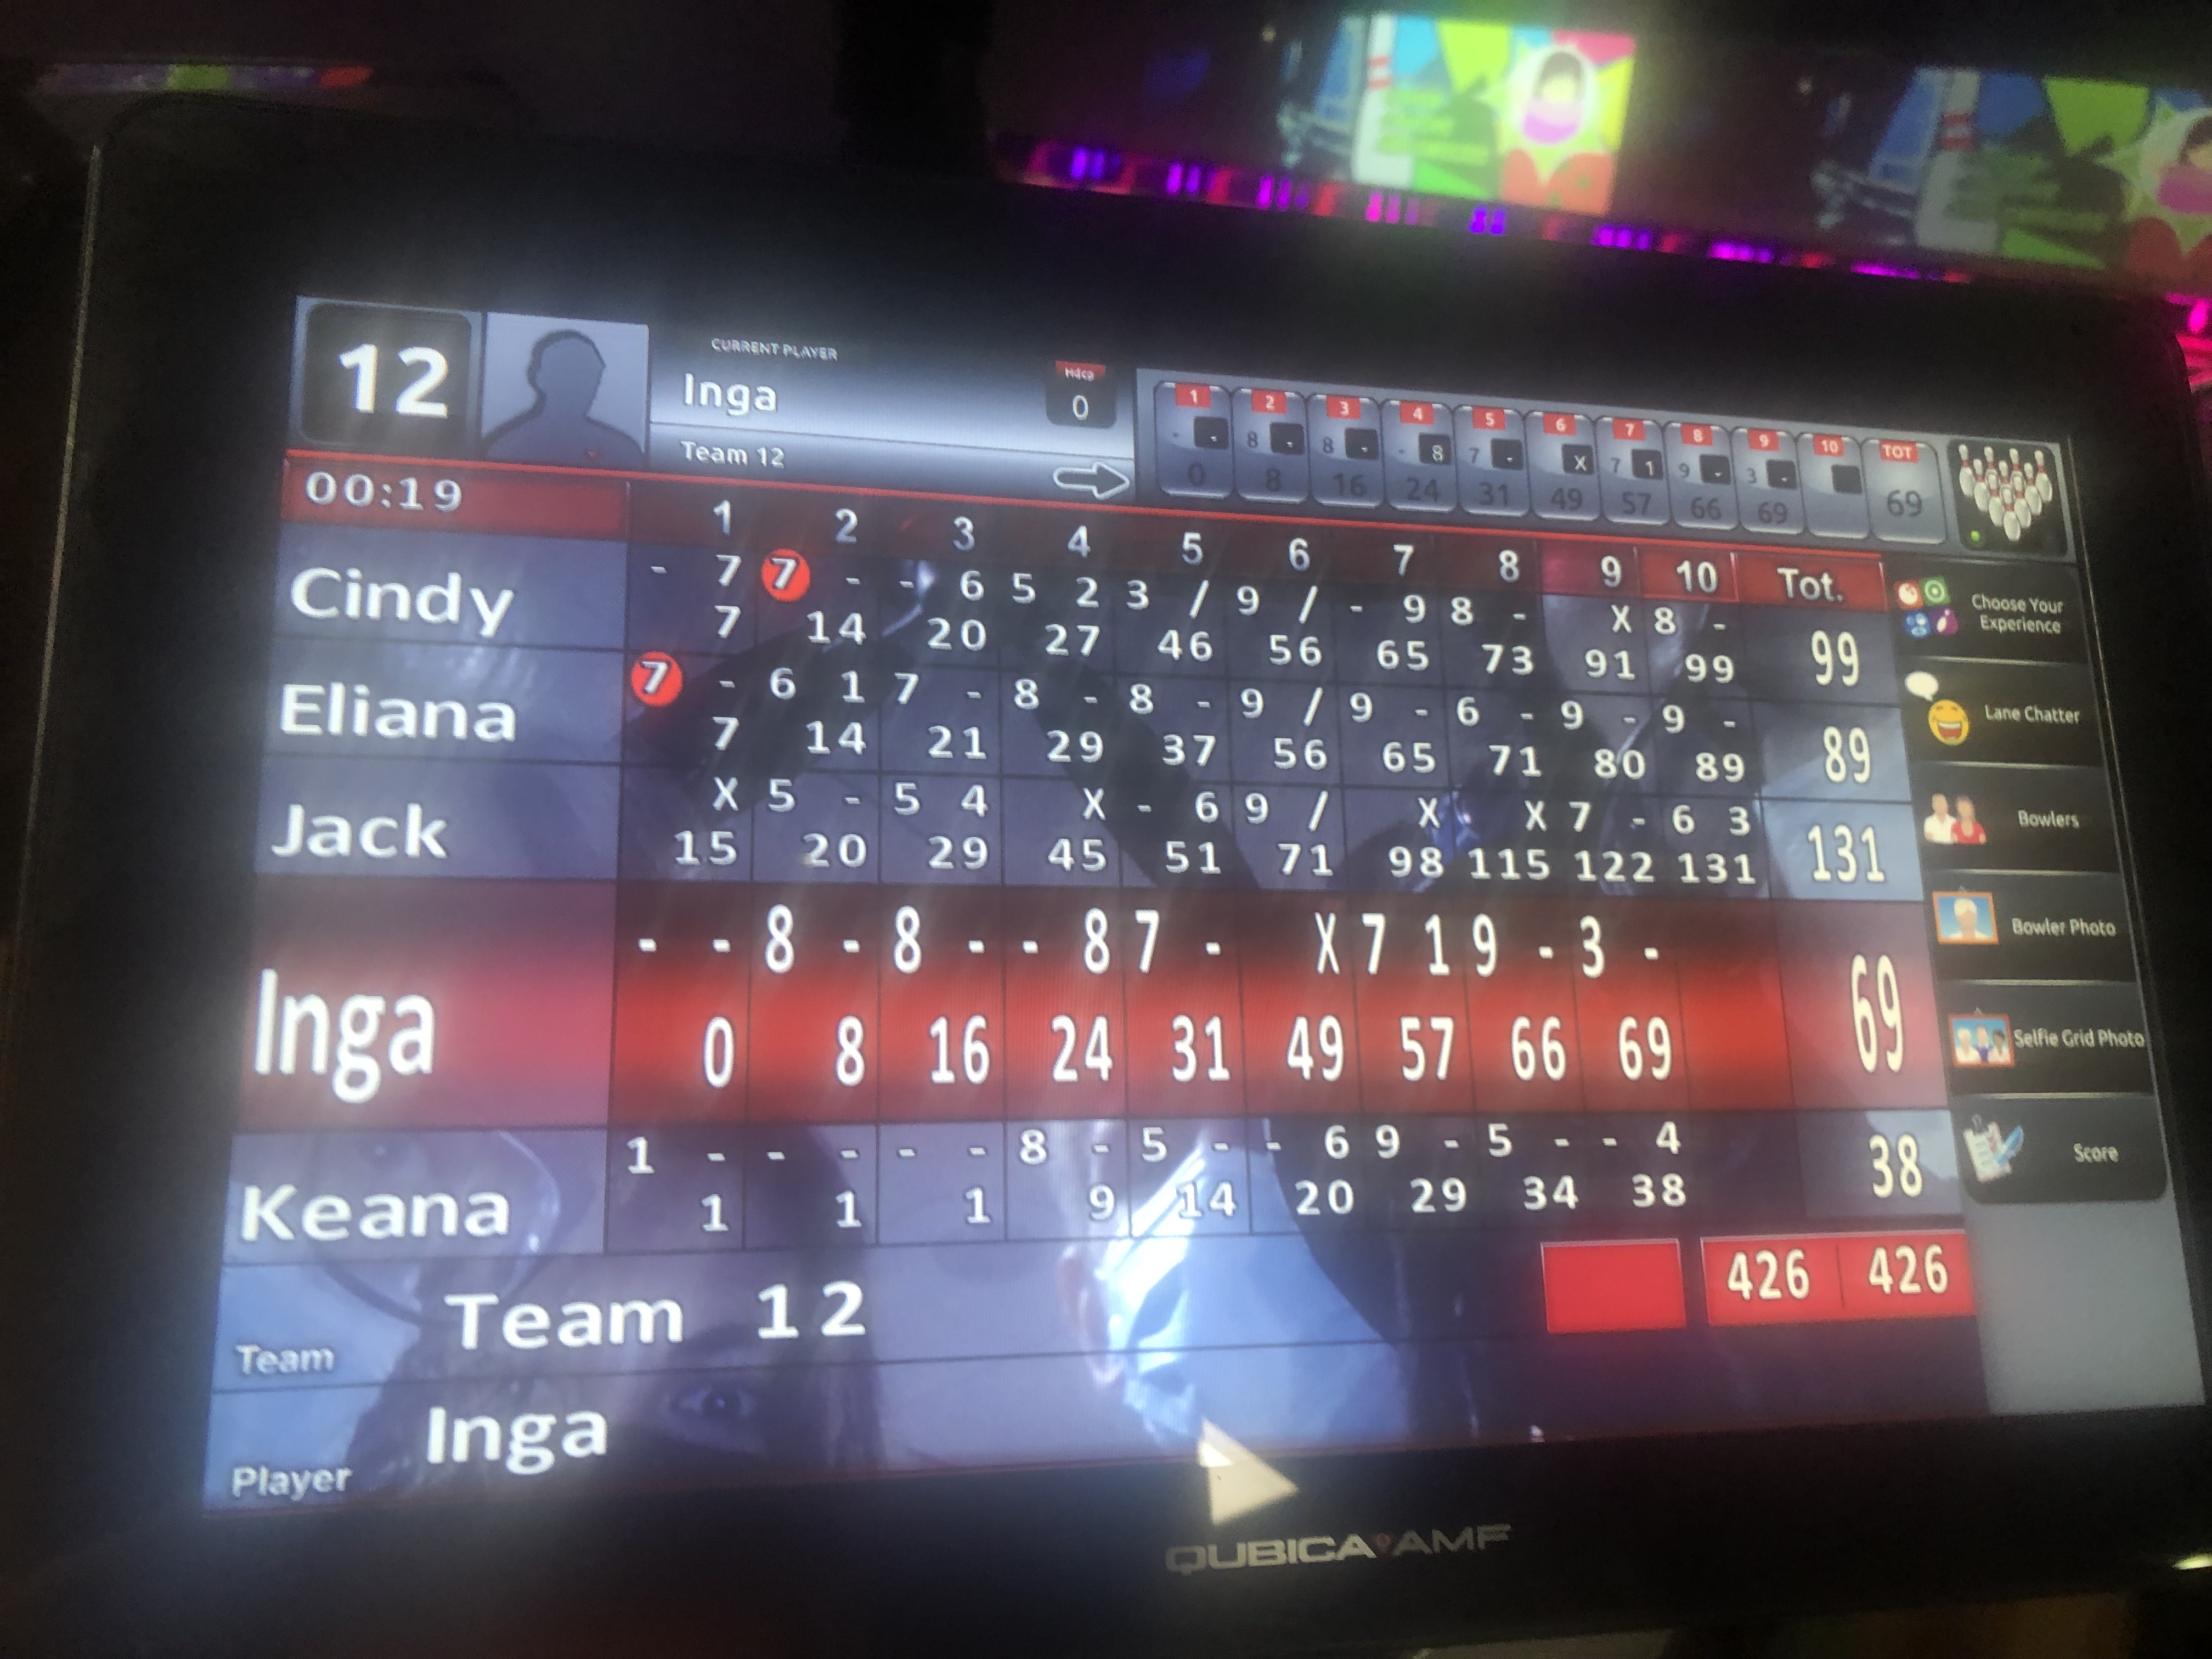 12
CURRENT PLAYER
Inga
Hdcp
0
Team 12
1 2 3 4 5 6 7 8 9 10 TOT
- - 8 - 8 - - 8 7 - X 7 1 9 - 3 -
0 8 16 24 31 49 57 66 69 69
00:19
1 2 3 4 5 6 7 8 9 10 Tot.
Cindy
- 7 7 - - 6 5 2 3 / 9 / - 9 8 - X 8 -
7 14 20 27 46 56 65 73 91 99 99
Eliana
7 - 6 1 7 - 8 - 8 - 9 / 9 - 6 - 9 - 9 -
7 14 21 29 37 56 65 71 80 89 89
Jack
X 5 - 5 4 X - 6 9 / X X 7 - 6 3
15 20 29 45 51 71 98 115 122 131 131
Inga
- - 8 - 8 - - 8 7 - X 7 1 9 - 3 -
0 8 16 24 31 49 57 66 69 69
Keana
1 - - - - - 8 - 5 - - 6 9 - 5 - - 4
1 1 1 9 14 20 29 34 38 38
Team Team 12 426 426
Player Inga
Choose Your
Experience
Lane Chatter
Bowlers
Bowler Photo
Selfie Grid Photo
Score
QUBICA AMF